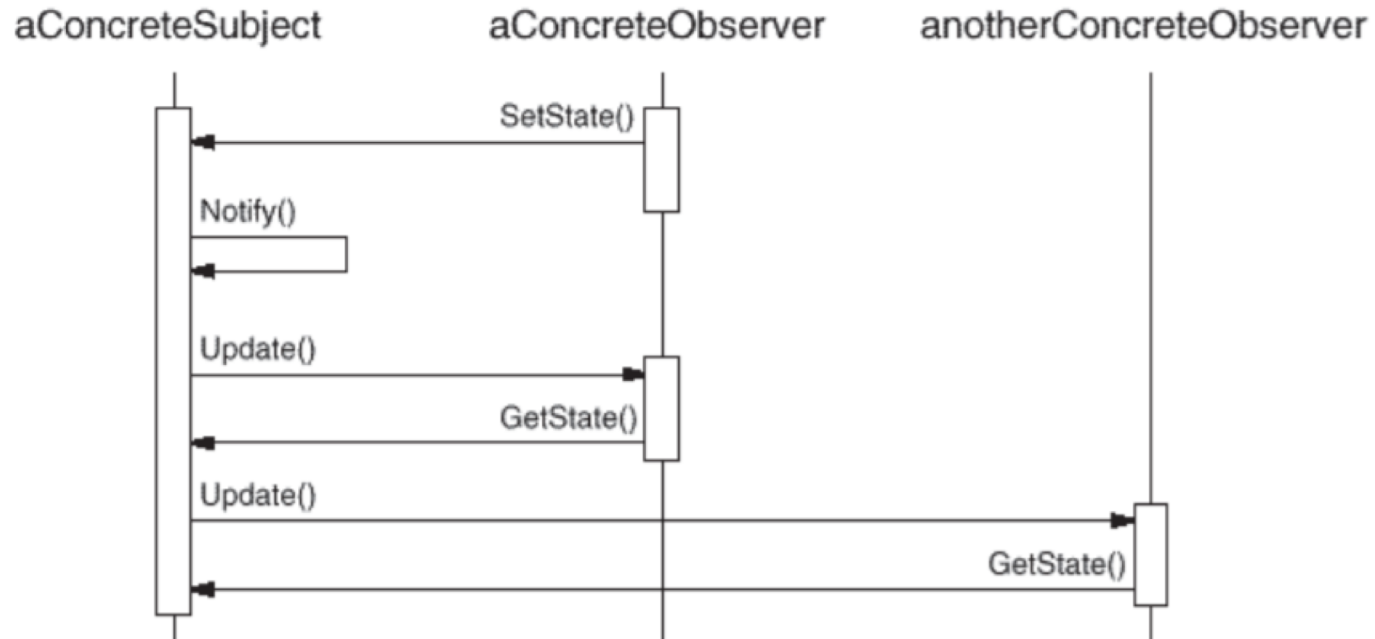 aConcreteSubject
aConcreteObserver
anotherConcreteObserver
SetState()
Notify()
Update()
GetState()
Update()
GetState()